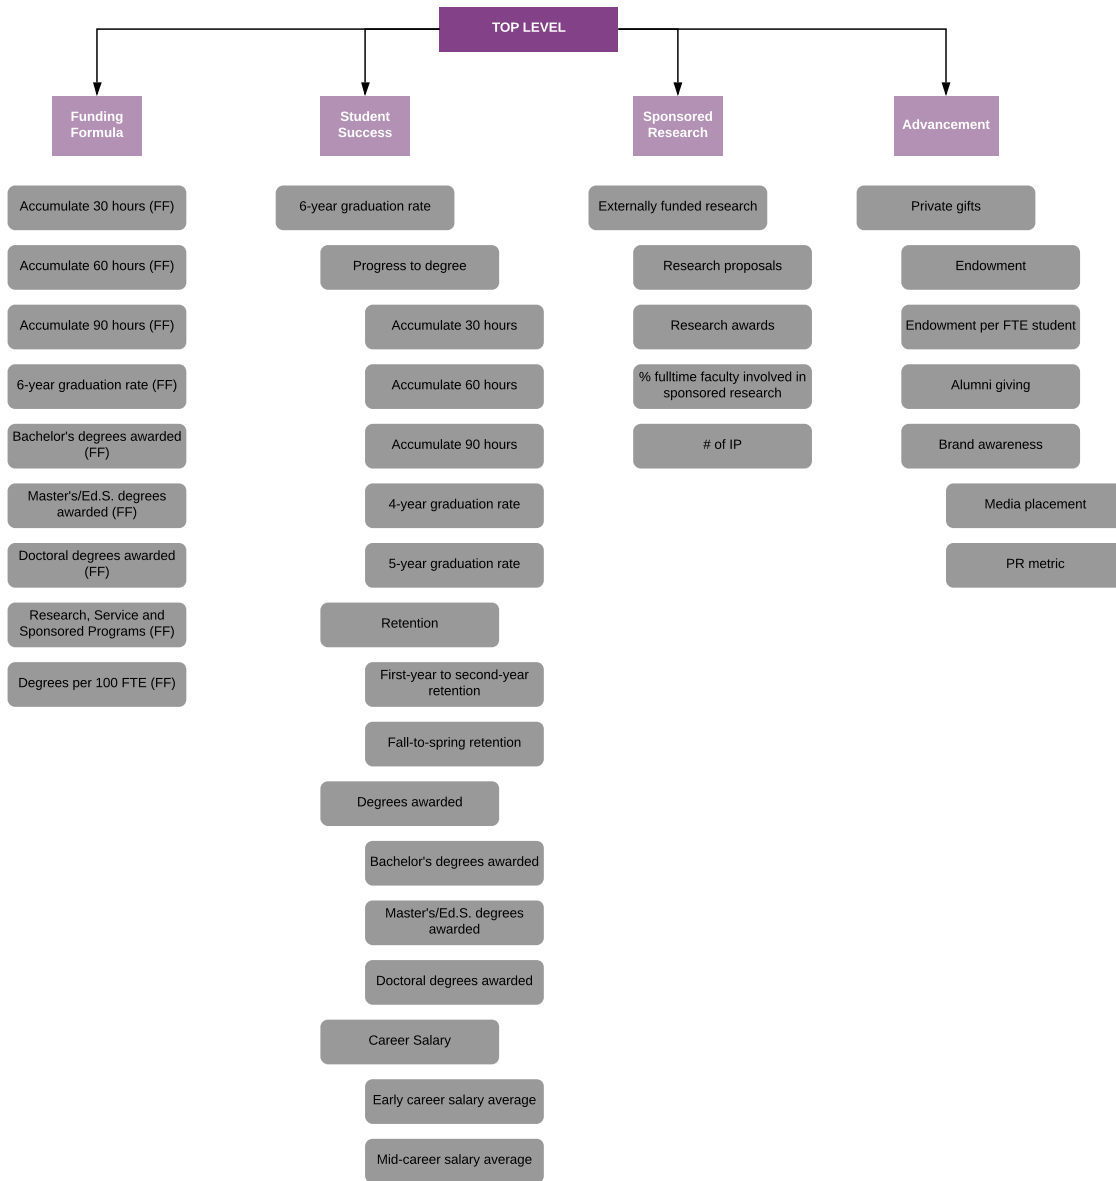 TOP LEVEL
Funding
Formula
Accumulate 30 hours (FF)
Accumulate 60 hours (FF)
Accumulate 90 hours (FF)
6-year graduation rate (FF)
Bachelor's degrees awarded
(FF)
Master's/Ed.S. degrees
awarded (FF)
Doctoral degrees awarded
(FF)
Research, Service and
Sponsored Programs (FF)
Degrees per 100 FTE (FF)
Student
Success
6-year graduation rate
Progress to degree
Accumulate 30 hours
Accumulate 60 hours
Accumulate 90 hours
4-year graduation rate
5-year graduation rate
Retention
First-year to second-year
retention
Fall-to-spring retention
Degrees awarded
Bachelor's degrees awarded
Master's/Ed.S. degrees
awarded
Doctoral degrees awarded
Career Salary
Early career salary average
Mid-career salary average
Sponsored
Research
Externally funded research
Research proposals
Research awards
% fulltime faculty involved in
sponsored research
# of IP
Advancement
Private gifts
Endowment
Endowment per FTE student
Alumni giving
Brand awareness
Media placement
PR metric